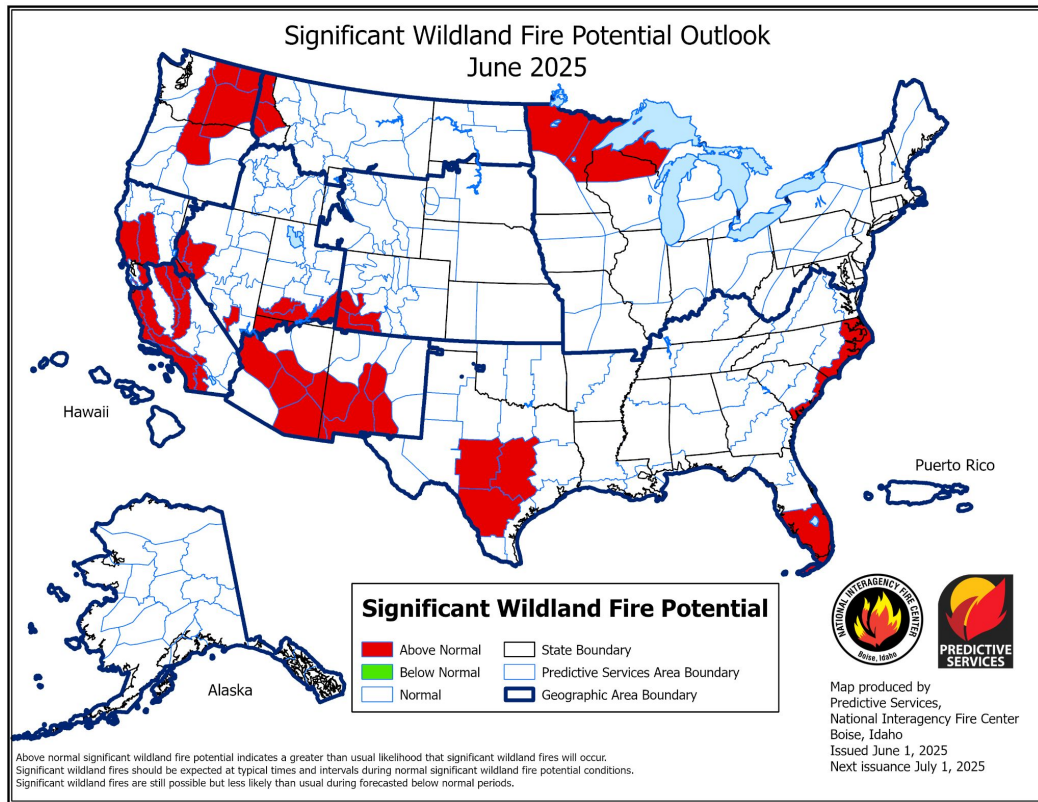 Significant Wildland Fire Potential Outlook
June 2025
Hawaii
Puerto Rico
Alaska
Significant Wildland Fire Potential
Above Normal
Below Normal
Normal
State Boundary
Predictive Services Area Boundary
Geographic Area Boundary
NATIONAL INTERAGENCY FIRE CENTER
Boise, Idaho
PREDICTIVE
SERVICES
Map produced by
Predictive Services,
National Interagency Fire Center
Boise, Idaho
Issued June 1, 2025
Next issuance July 1, 2025
Above normal significant wildland fire potential indicates a greater than usual likelihood that significant wildland fires will occur.
Significant wildland fires should be expected at typical times and intervals during normal significant wildland fire potential conditions.
Significant wildland fires are still possible but less likely than usual during forecasted below normal periods.